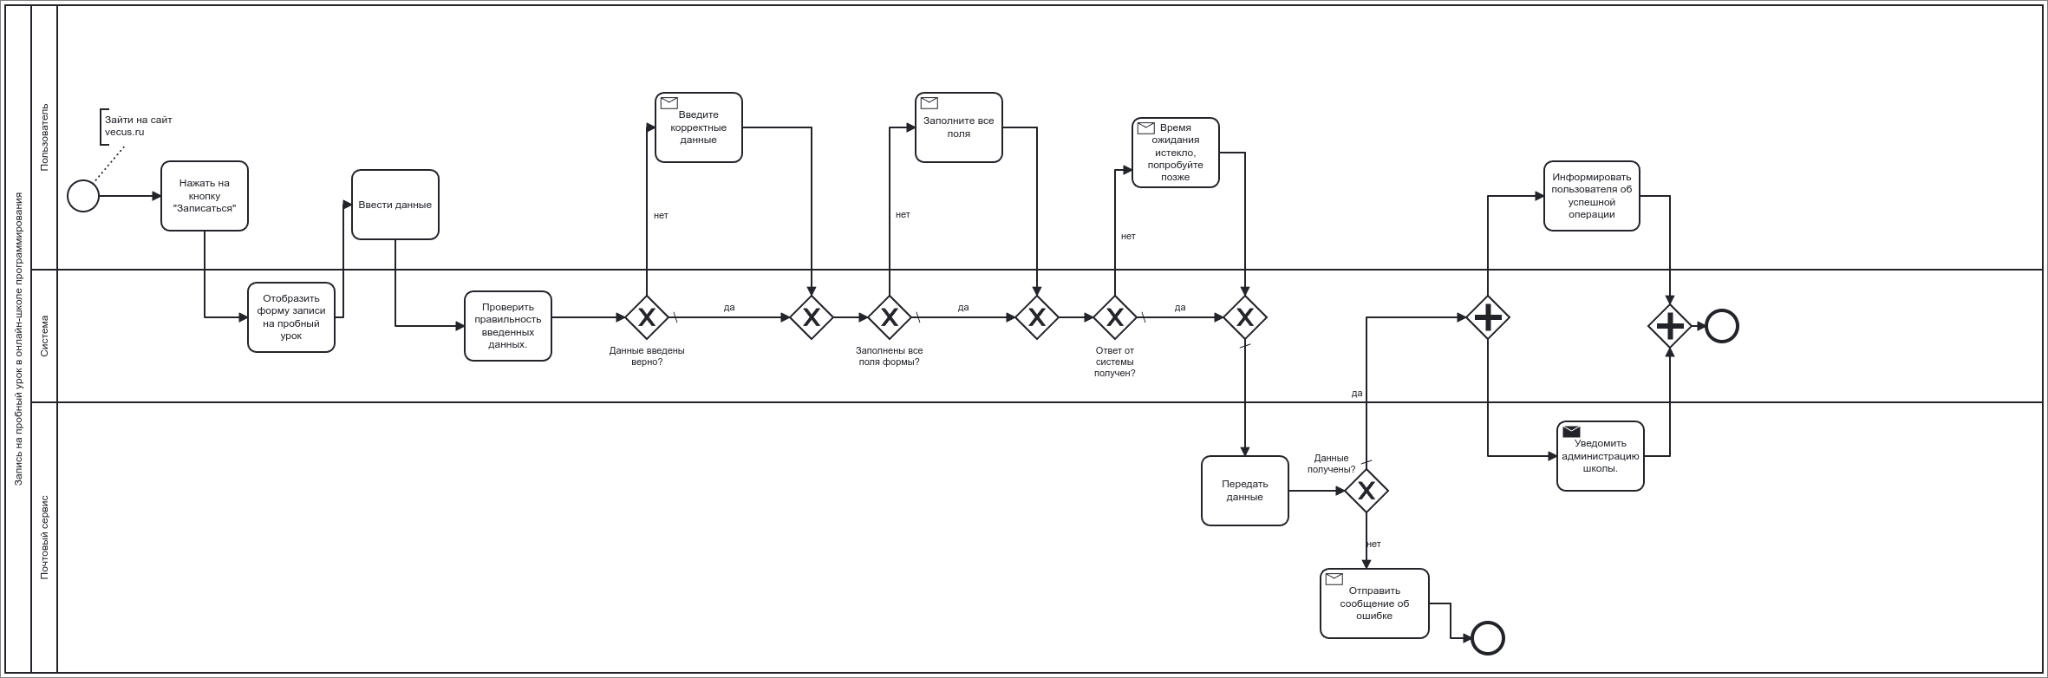 Запись на пробный урок в онлайн-школе программирования
Пользователь
Зайти на сайт
vecus.ru
Нажать на
кнопку
"Записаться"
Ввести данные
Введите
корректные
данные
нет
Заполните все
поля
нет
Время
ожидания
истекло,
попробуйте
позже
нет
Информировать
пользователя об
успешной
операции
Система
Отобразить
форму записи
на пробный
урок
Проверить
правильность
введенных
данных.
Данные введены
верно?
да
Заполнены все
поля формы?
да
Ответ от
системы
получен?
да
да
Почтовый сервис
Передать
данные
Данные
получены?
нет
Отправить
сообщение об
ошибке
Уведомить
администрацию
школы.